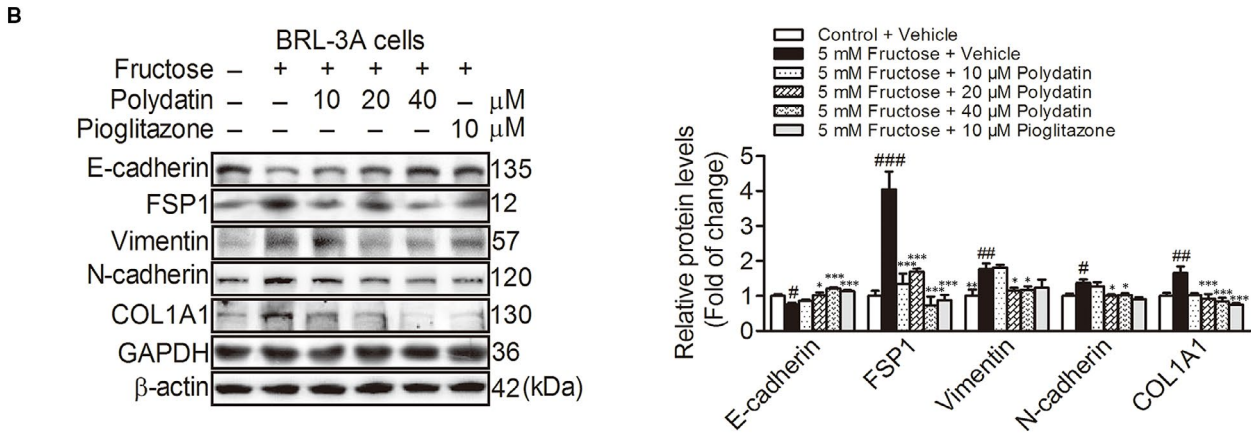 B
BRL-3A cells
Fructose – + + + + +
Polydatin – – 10 20 40 – μM
Pioglitazone – – – – – 10 μM
E-cadherin 135
FSP1 12
Vimentin 57
N-cadherin 120
COL1A1 130
GAPDH 36
β-actin 42 (kDa)
Control + Vehicle
5 mM Fructose + Vehicle
5 mM Fructose + 10 μM Polydatin
5 mM Fructose + 20 μM Polydatin
5 mM Fructose + 40 μM Polydatin
5 mM Fructose + 10 μM Pioglitazone
Relative protein levels
(Fold of change)
5
4
3
2
1
0
# * *** ***
### *** *** *** ***
** ## * *
# * *
## *** *** ***
E-cadherin
FSP1
Vimentin
N-cadherin
COL1A1